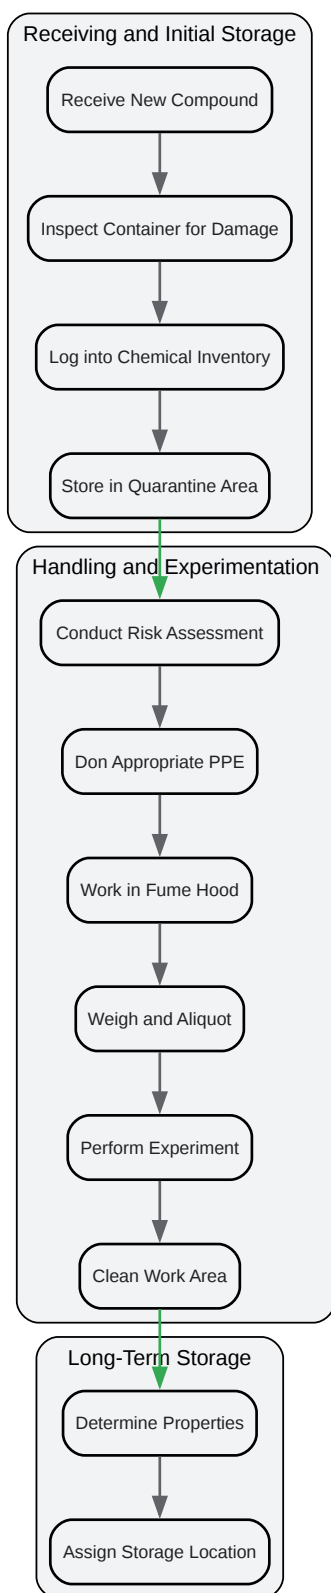 Receiving and Initial Storage
Receive New Compound
Inspect Container for Damage
Log into Chemical Inventory
Store in Quarantine Area
Handling and Experimentation
Conduct Risk Assessment
Don Appropriate PPE
Work in Fume Hood
Weigh and Aliquot
Perform Experiment
Clean Work Area
Long-Term Storage
Determine Properties
Assign Storage Location